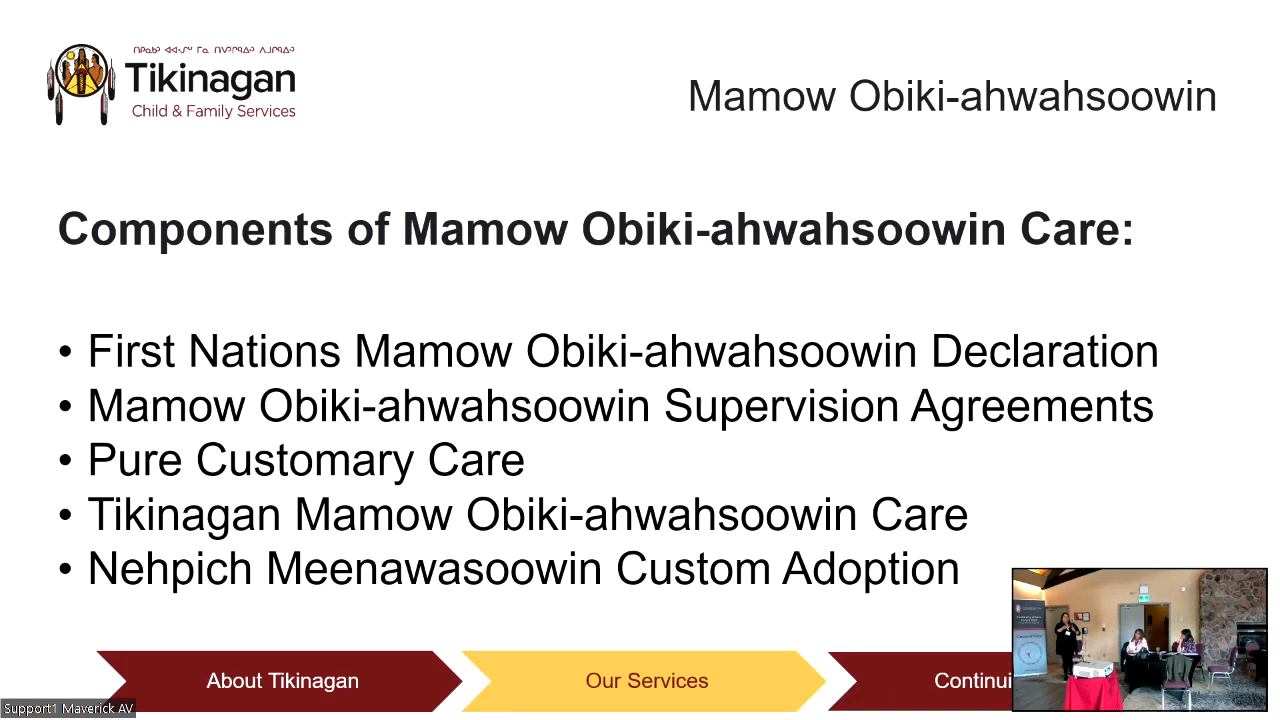 Tikinagan
Child & Family Services
Mamow Obiki-ahwahsoowin
Components of Mamow Obiki-ahwahsoowin Care:
• First Nations Mamow Obiki-ahwahsoowin Declaration
• Mamow Obiki-ahwahsoowin Supervision Agreements
• Pure Customary Care
• Tikinagan Mamow Obiki-ahwahsoowin Care
• Nehpich Meenawasoowin Custom Adoption
About Tikinagan
Our Services
Continui
Support1 Maverick AV